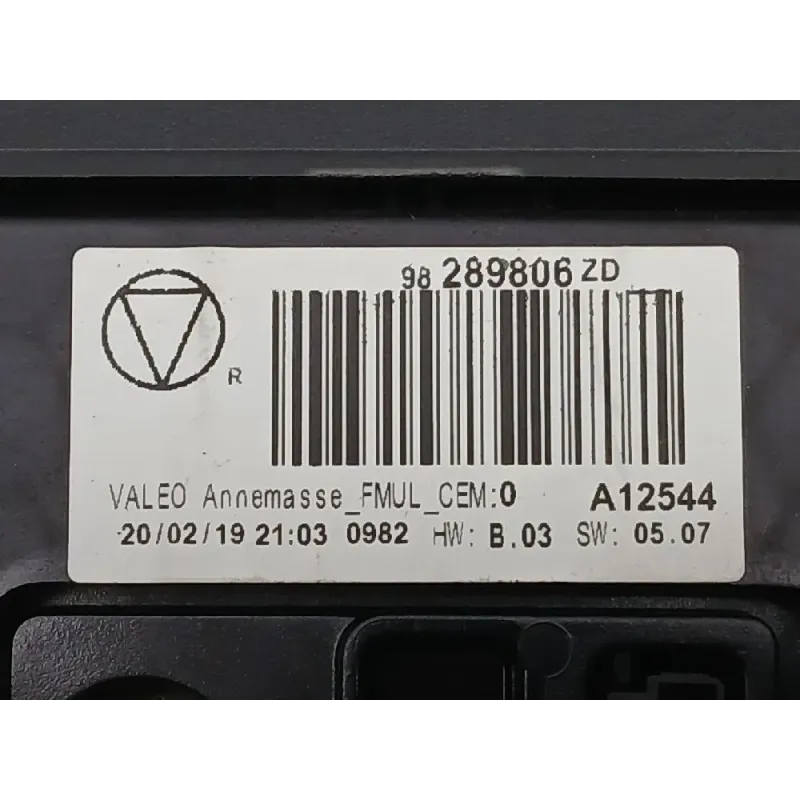 98 289806 ZD
R
VALEO Annemasse_FMUL_CEM:0 A12544
20/02/19 21:03 0982 HW: B.03 SW: 05.07